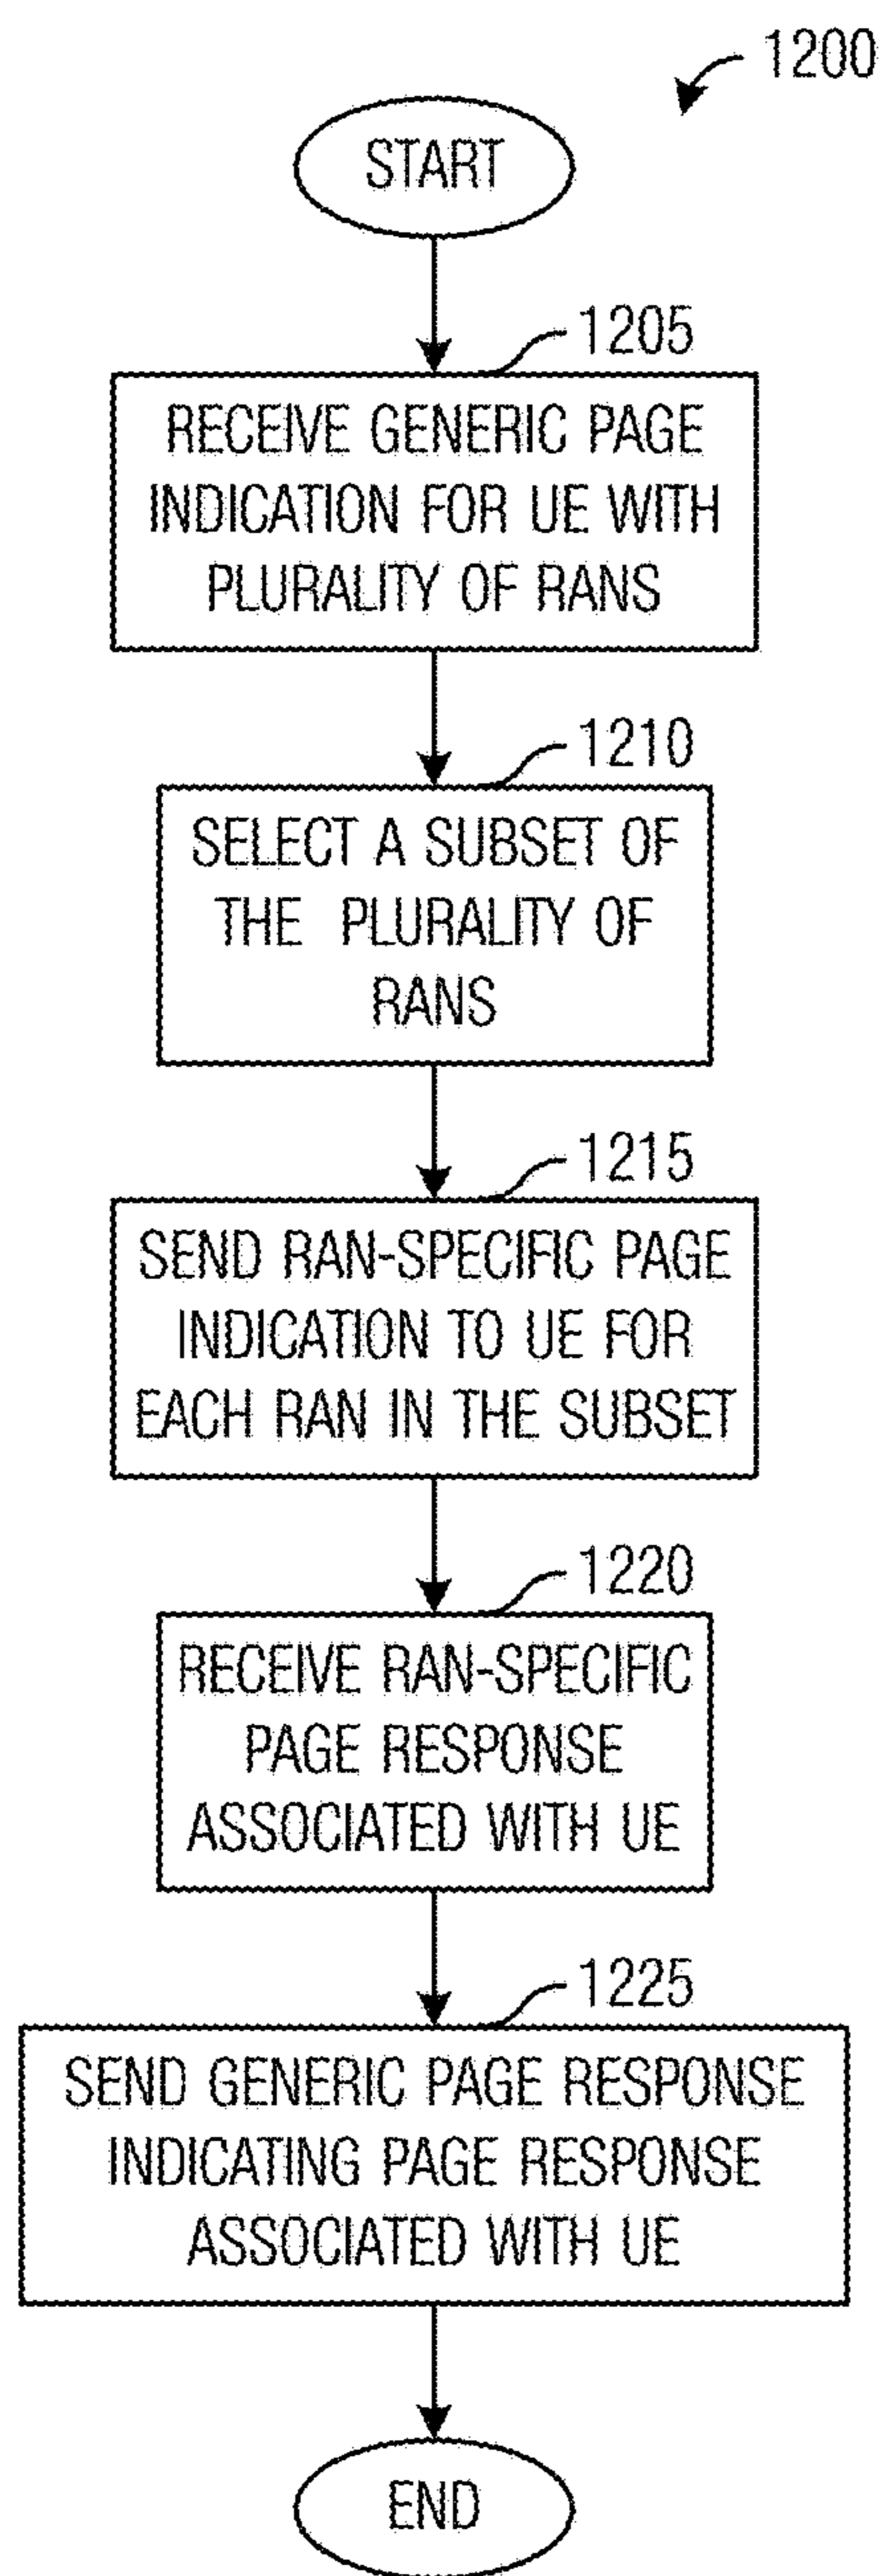 1200
START
1205
RECEIVE GENERIC PAGE
INDICATION FOR UE WITH
PLURALITY OF RANS
1210
SELECT A SUBSET OF
THE PLURALITY OF
RANS
1215
SEND RAN-SPECIFIC PAGE
INDICATION TO UE FOR
EACH RAN IN THE SUBSET
1220
RECEIVE RAN-SPECIFIC
PAGE RESPONSE
ASSOCIATED WITH UE
1225
SEND GENERIC PAGE RESPONSE
INDICATING PAGE RESPONSE
ASSOCIATED WITH UE
END